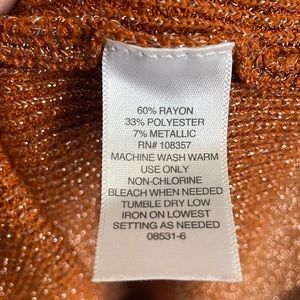 60% RAYON
33% POLYESTER
7% METALLIC
RN# 108357
MACHINE WASH WARM
USE ONLY
NON-CHLORINE
BLEACH WHEN NEEDED
TUMBLE DRY LOW
IRON ON LOWEST
SETTING AS NEEDED
08531-6